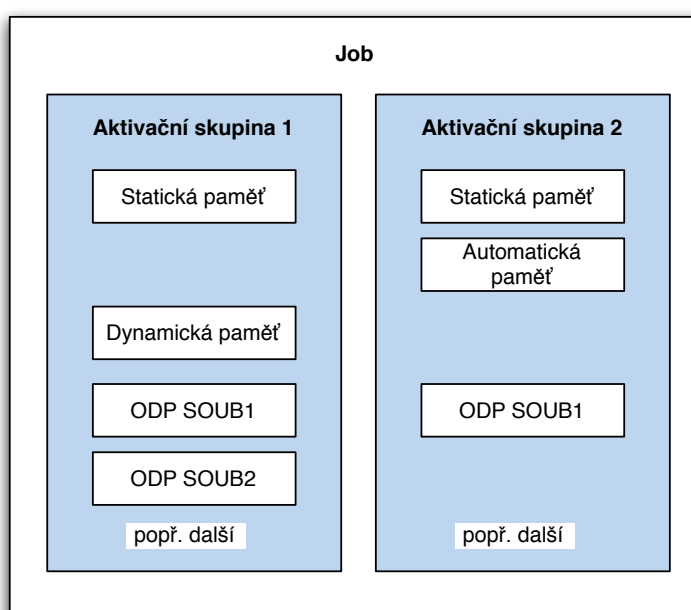 Job
Aktivační skupina 1
Statická paměť
Dynamická paměť
ODP SOUB1
ODP SOUB2
popř. další
Aktivační skupina 2
Statická paměť
Automatická
paměť
ODP SOUB1
popř. další